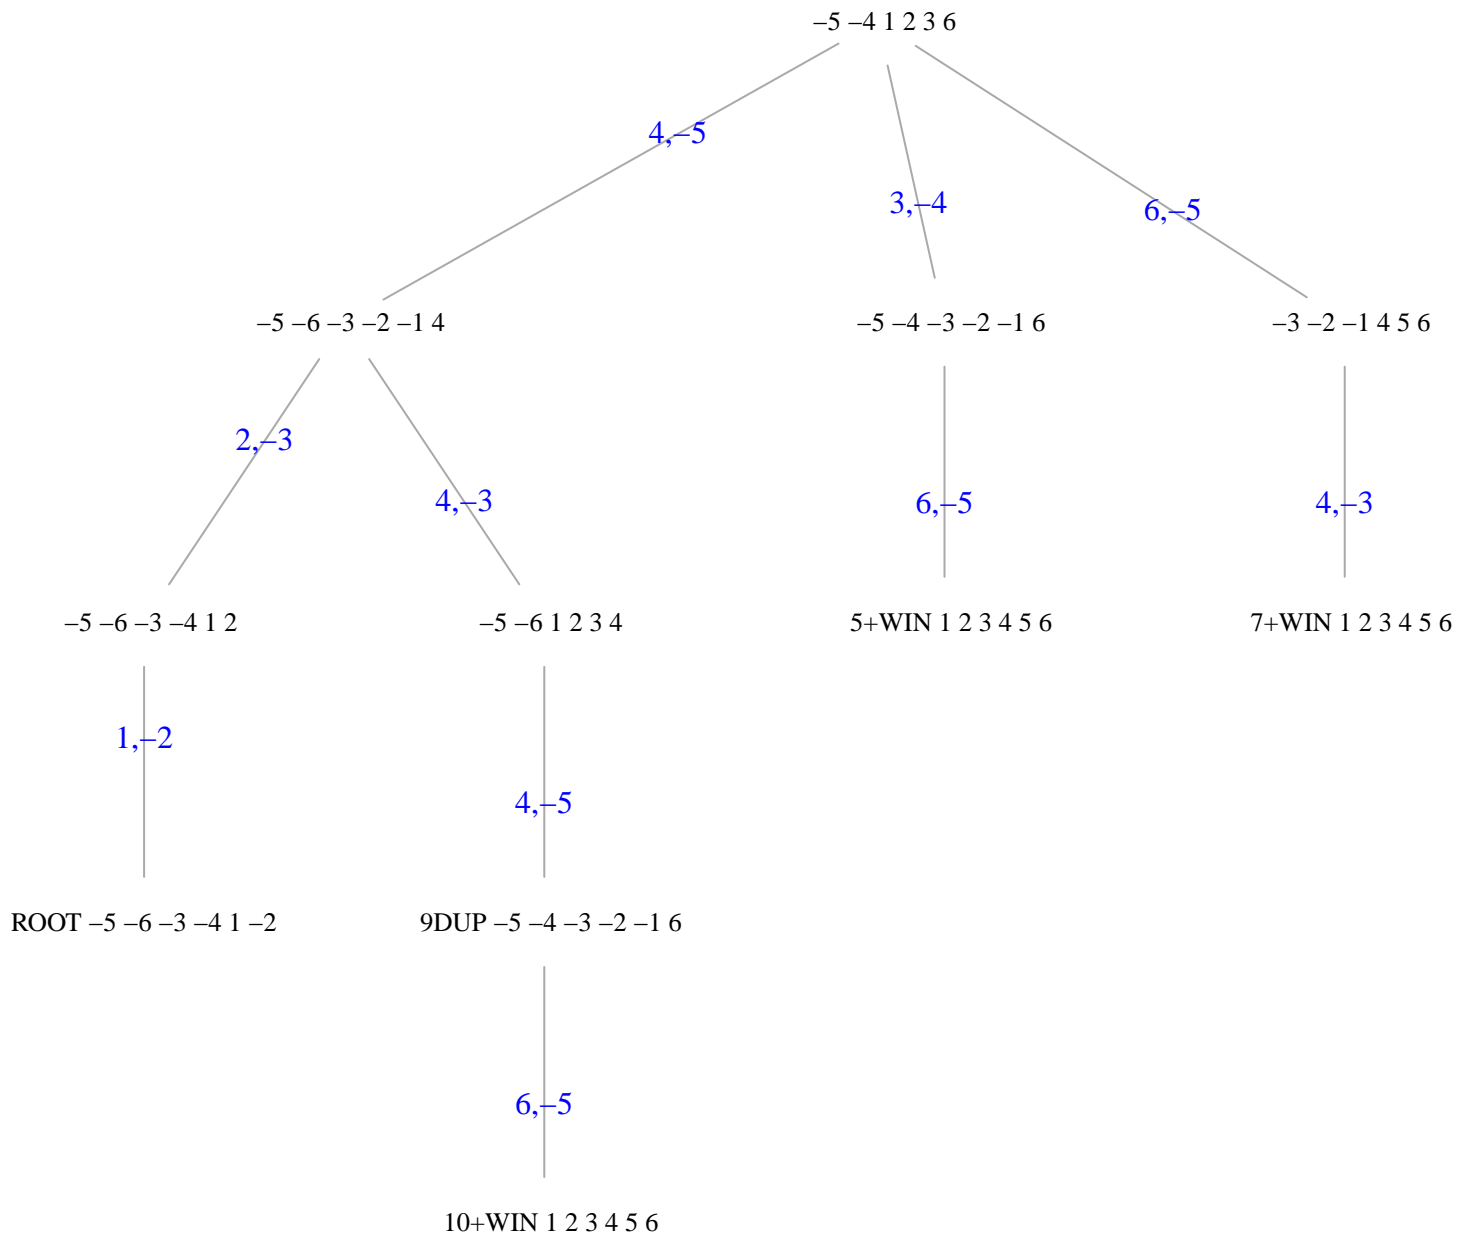 –5 –4 1 2 3 6
4,–5
3,–4
6,–5
–5 –6 –3 –2 –1 4
–5 –4 –3 –2 –1 6
–3 –2 –1 4 5 6
2,–3
4,–3
6,–5
4,–3
–5 –6 –3 –4 1 2
–5 –6 1 2 3 4
5+WIN 1 2 3 4 5 6
7+WIN 1 2 3 4 5 6
1,–2
4,–5
ROOT –5 –6 –3 –4 1 –2
9DUP –5 –4 –3 –2 –1 6
6,–5
10+WIN 1 2 3 4 5 6